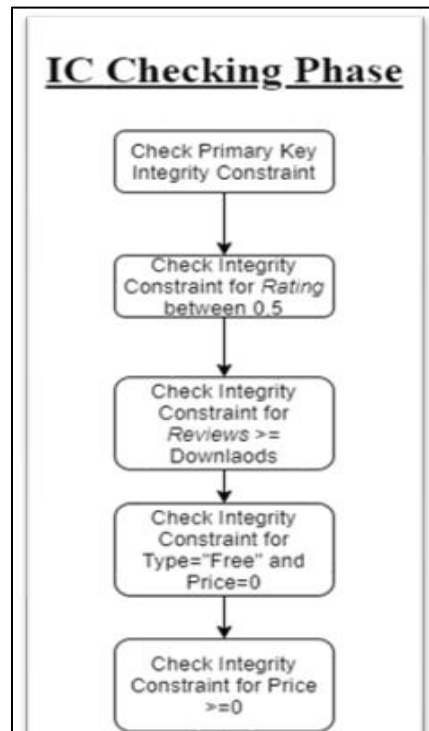 IC Checking Phase
Check Primary Key
Integrity Constraint
Check Integrity
Constraint for Rating
between 0.5
Check Integrity
Constraint for
Reviews >=
Downlaods
Check Integrity
Constraint for
Type="Free" and
Price=0
Check Integrity
Constraint for Price
>=0